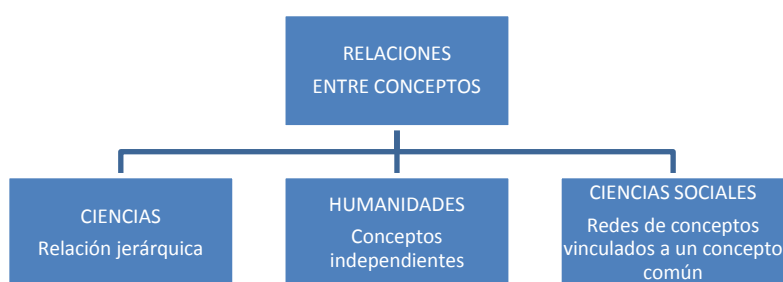 RELACIONES
ENTRE CONCEPTOS
CIENCIAS
Relación jerárquica
HUMANIDADES
Conceptos
independientes
CIENCIAS SOCIALES
Redes de conceptos
vinculados a un concepto
común